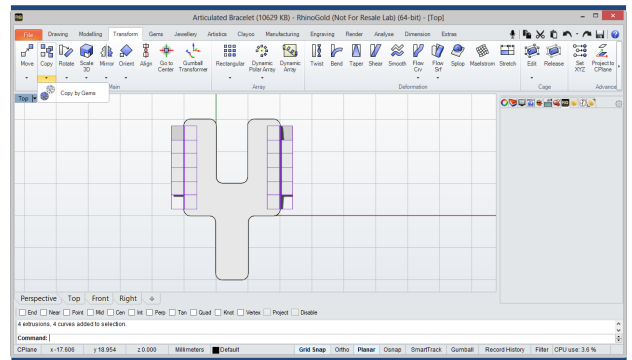 Articulated Bracelet (10629 KB) - RhinoGold (Not For Resale Lab) (64-bit) - [Top]
File Drawing Modelling Transform Gems Jewellery Artistics Clayoo Manufacturing Engraving Render Analyse Dimension Extras
Move Copy Rotate Scale 3D Mirror Orient Align Go to Center Gumball Transformer Rectangular Dynamic Polar Array Dynamic Array Twist Bend Taper Shear Smooth Flow Crv Flow Srf Splop Maelstrom Stretch Edit Release Set XYZ Project to CPlane
Main Array Deformation Cage Advanced
Copy by Gems
Top
Perspective Top Front Right
End Near Point Mid Cen Int Perp Tan Quad Knot Vertex Project Disable
4 extrusions, 4 curves added to selection.
Command:
CPlane x -17.606 y 18.954 z 0.000 Millimeters Default Grid Snap Ortho Planar Osnap SmartTrack Gumball Record History Filter CPU use: 3.6 %